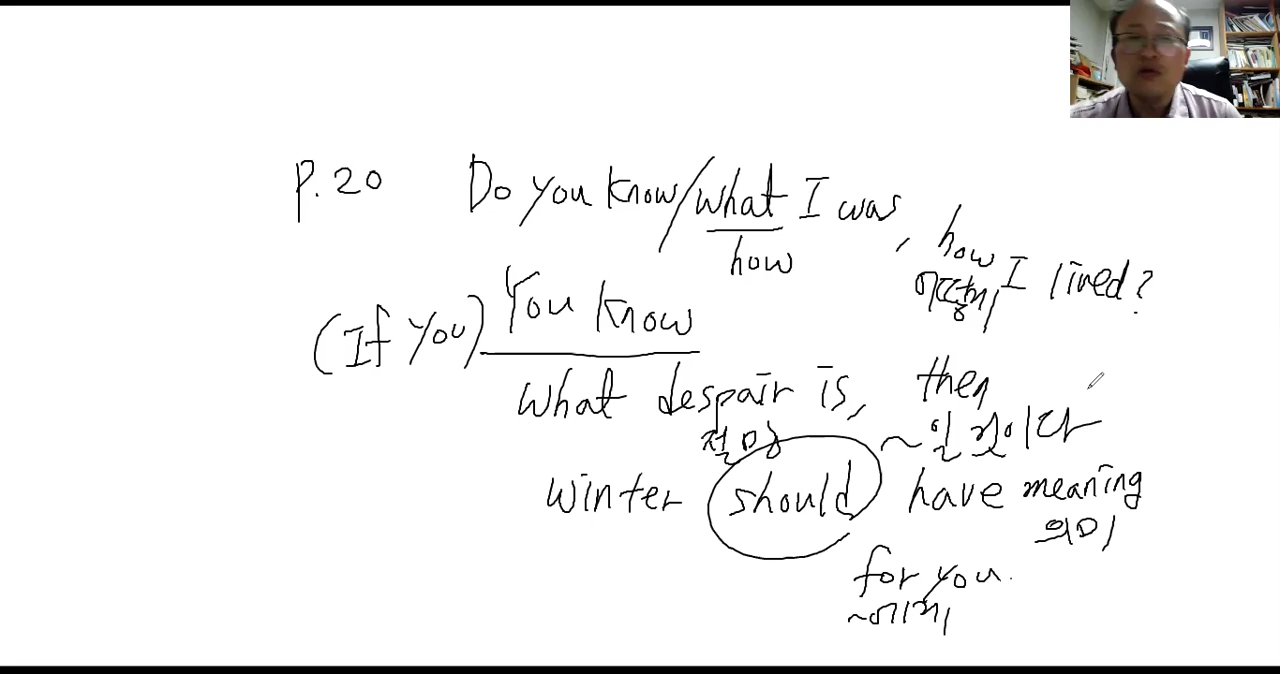 P.20 Do you know/what I was, how I lived?
how 어떻게
(If you) You know
what despair is, then
절망 ~일 것이다
winter should have meaning
의미
for you.
~에게